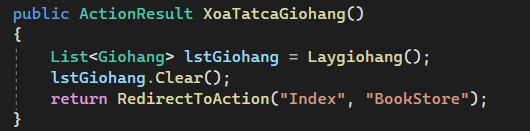 public ActionResult XoaTatcaGiohang()
{
List<Giohang> lstGiohang = Laygiohang();
lstGiohang.Clear();
return RedirectToAction("Index", "BookStore");
}